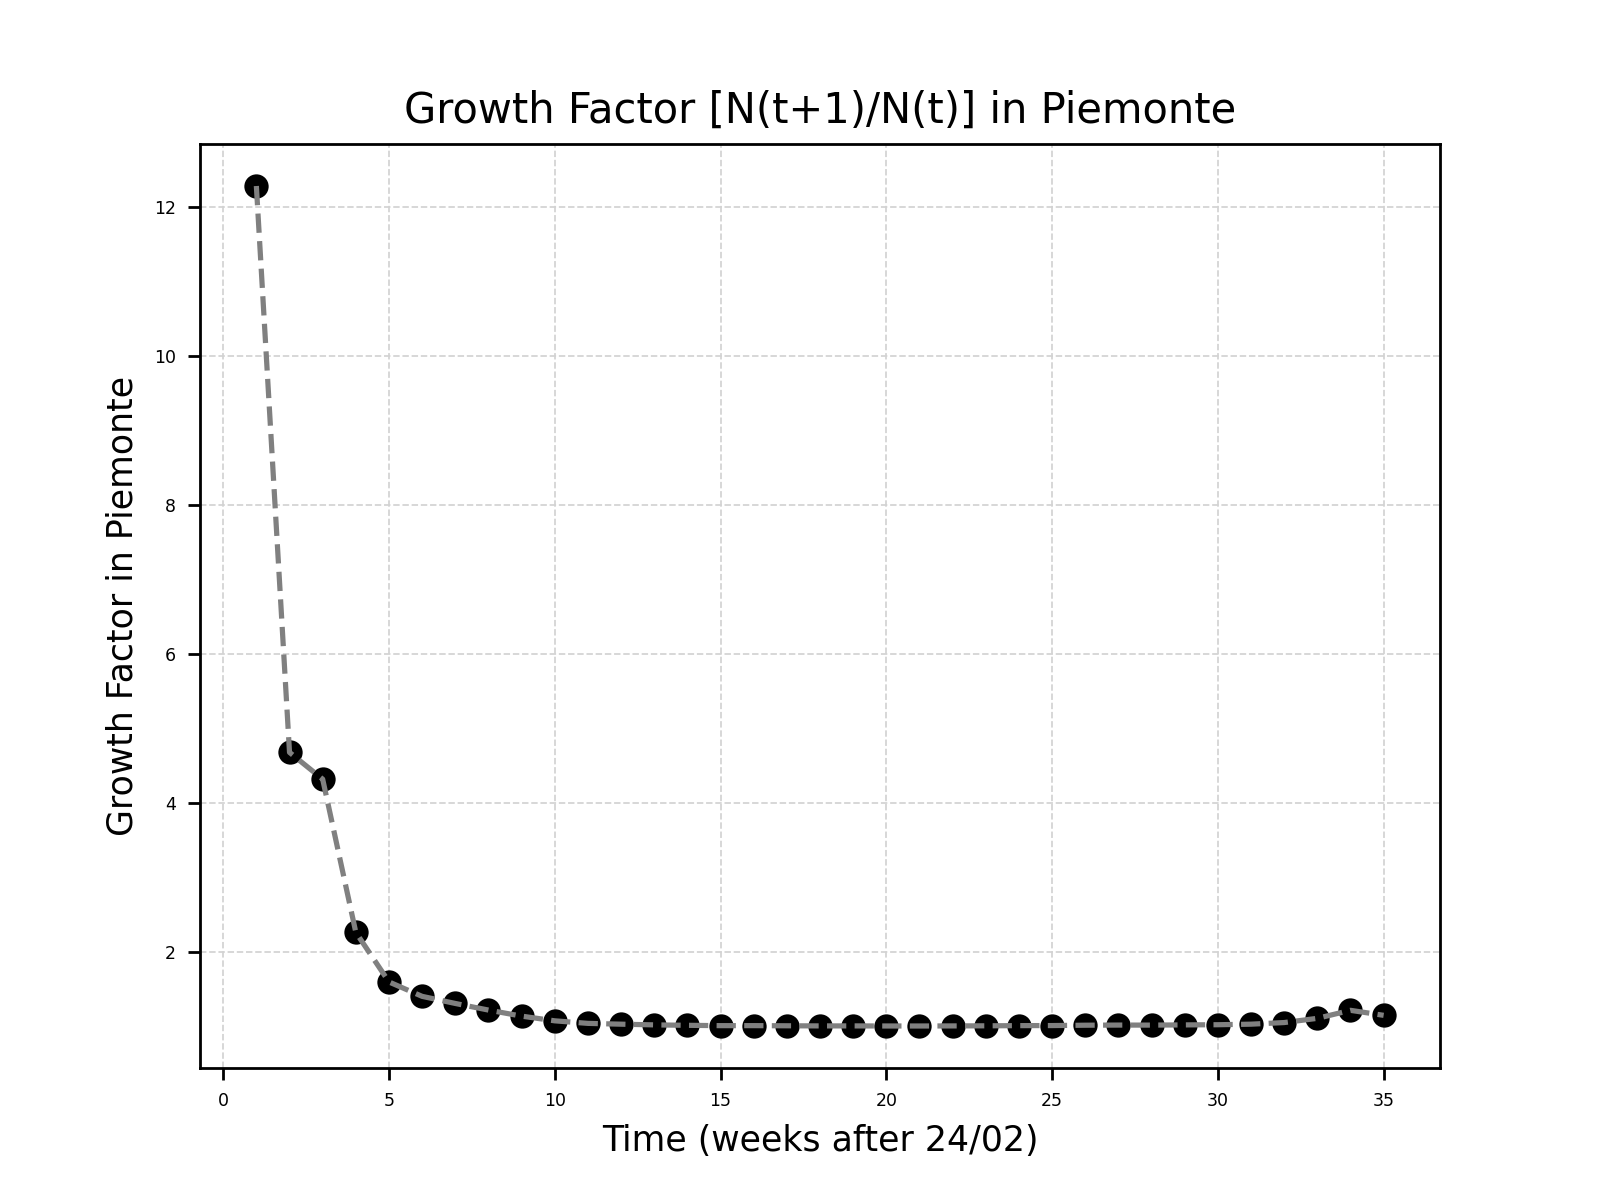 Growth Factor [N(t+1)/N(t)] in Piemonte
Growth Factor in Piemonte
12
10
8
6
4
2
0 5 10 15 20 25 30 35
Time (weeks after 24/02)